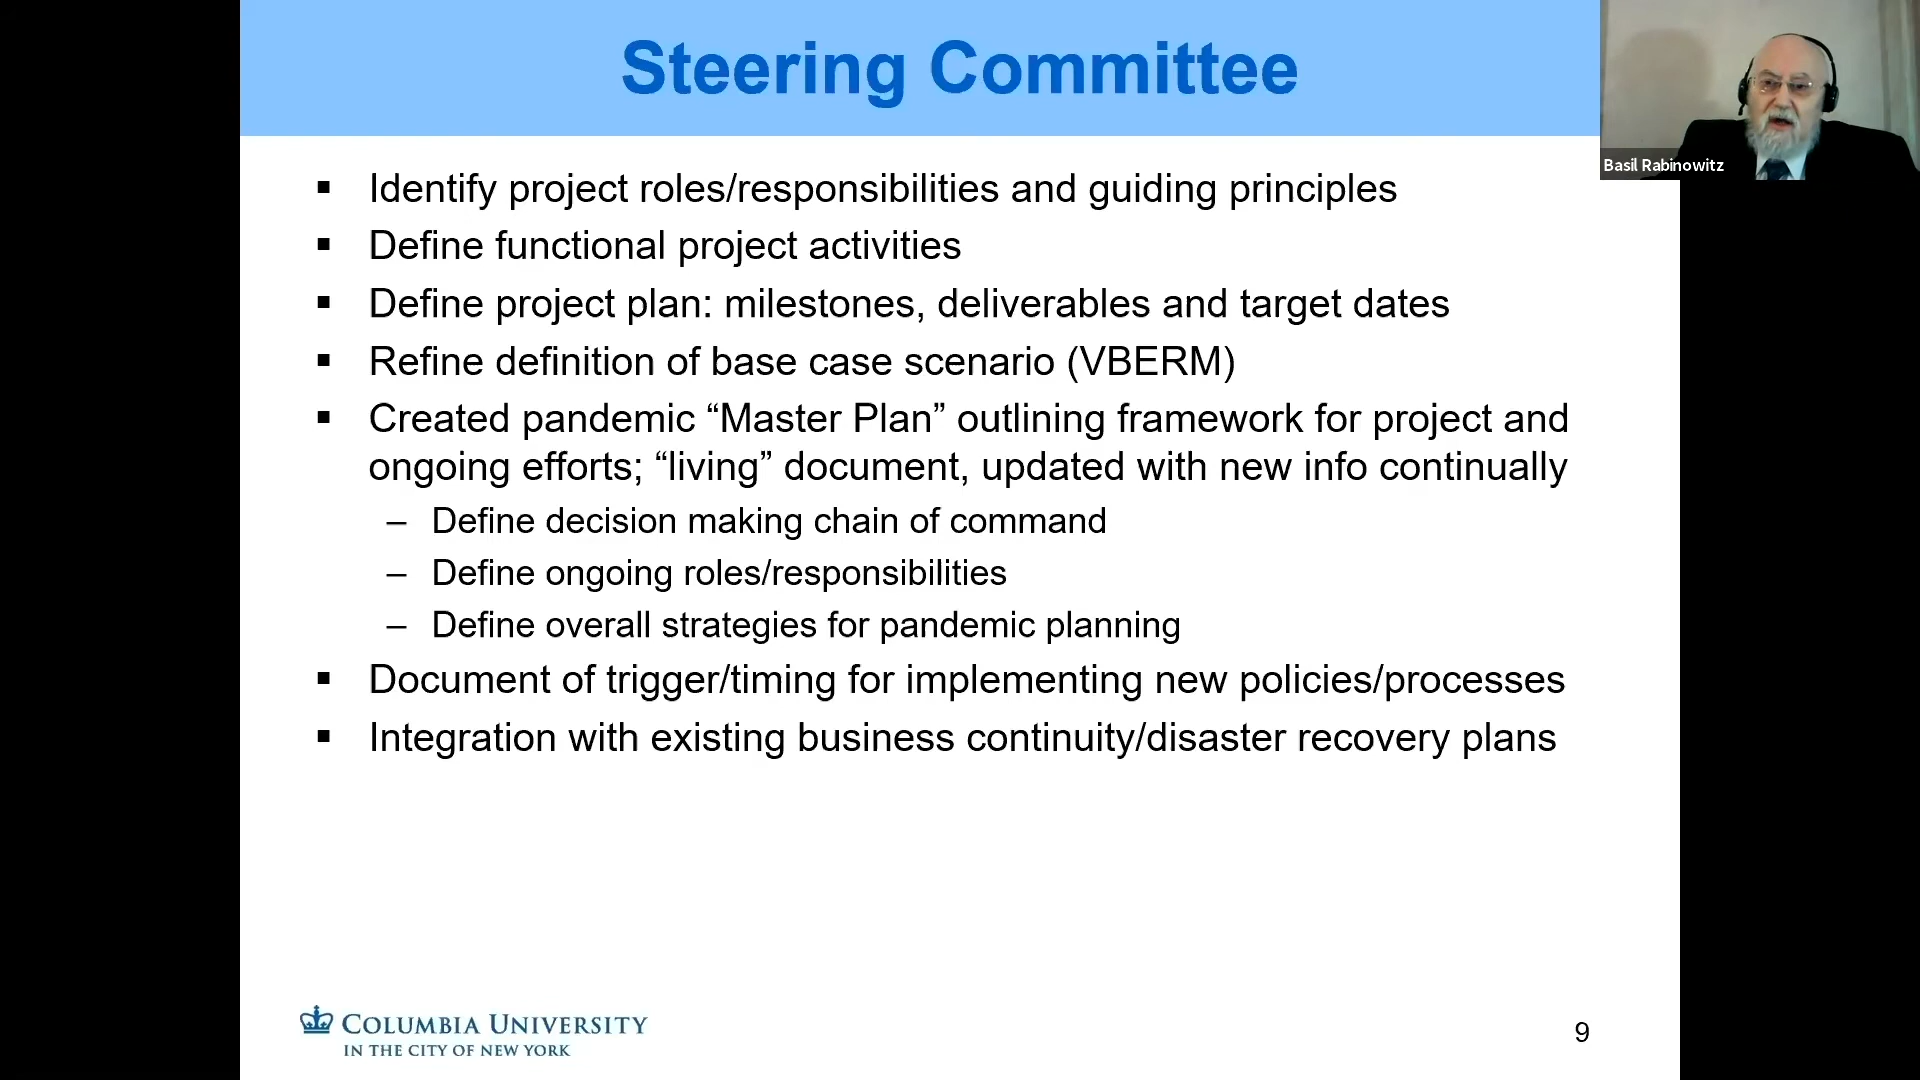 Steering Committee
Basil Rabinowitz
▪ Identify project roles/responsibilities and guiding principles
▪ Define functional project activities
▪ Define project plan: milestones, deliverables and target dates
▪ Refine definition of base case scenario (VBERM)
▪ Created pandemic “Master Plan” outlining framework for project and
ongoing efforts; “living” document, updated with new info continually
– Define decision making chain of command
– Define ongoing roles/responsibilities
– Define overall strategies for pandemic planning
▪ Document of trigger/timing for implementing new policies/processes
▪ Integration with existing business continuity/disaster recovery plans
COLUMBIA UNIVERSITY
IN THE CITY OF NEW YORK
9